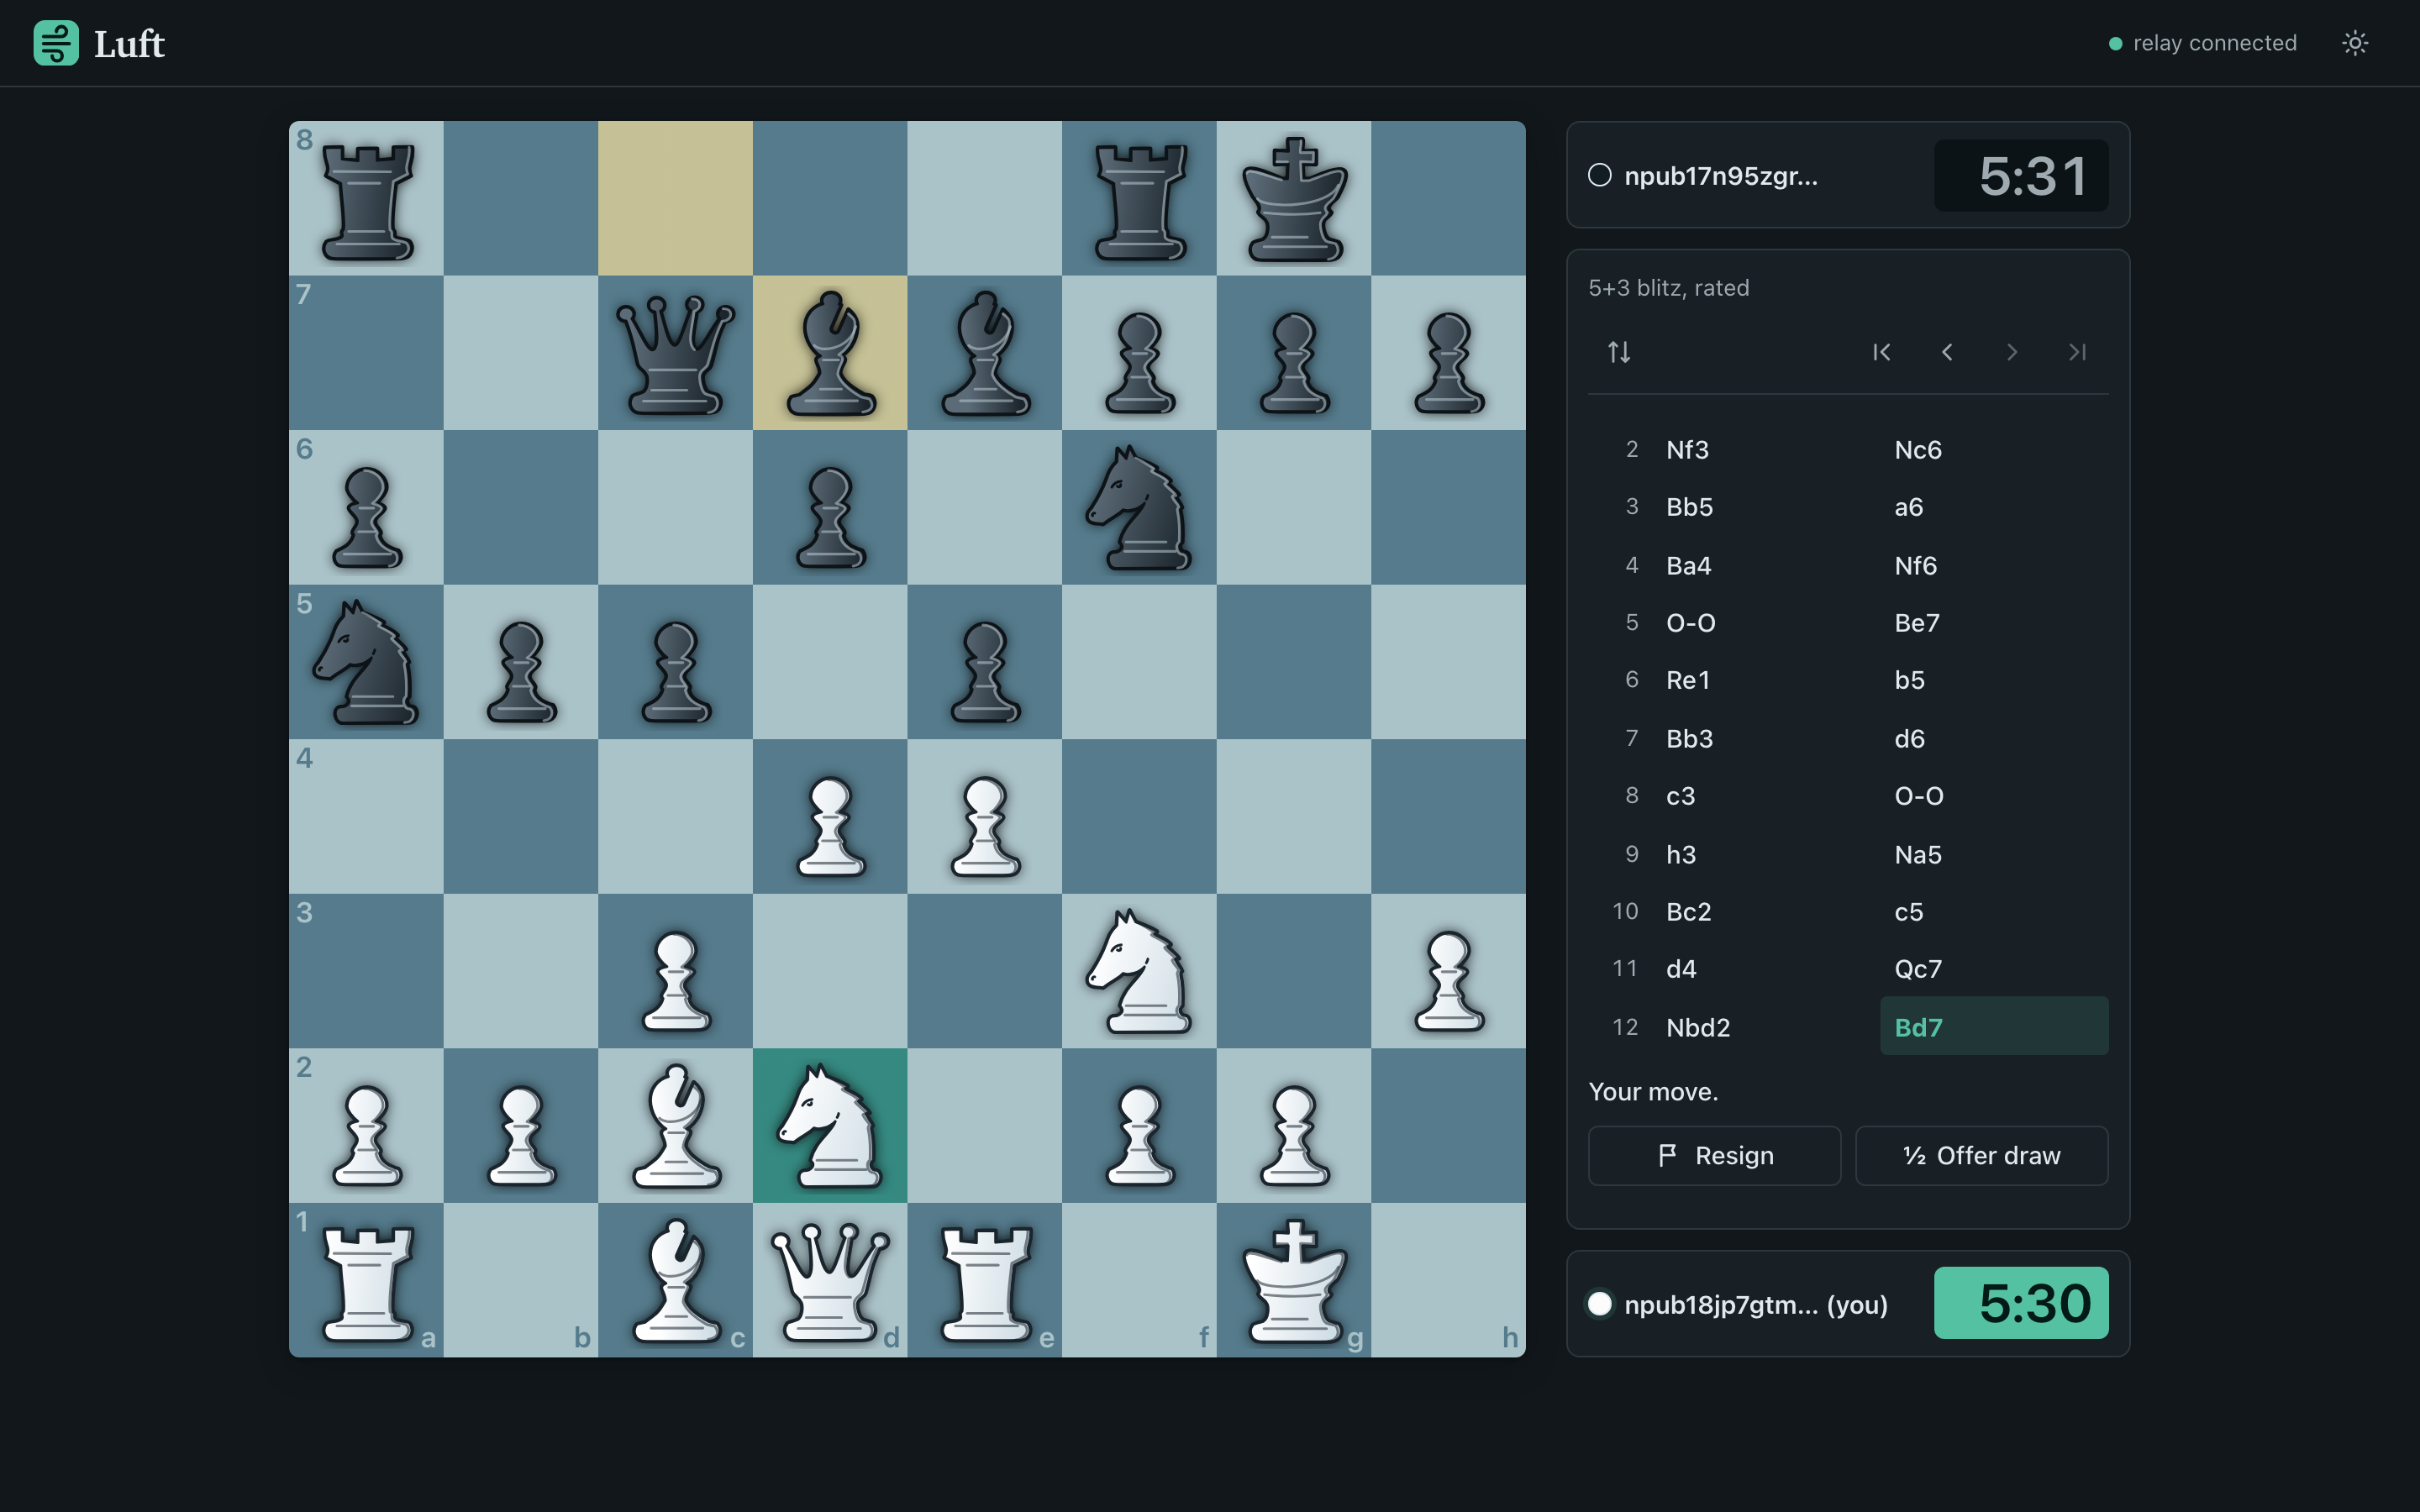 Luft
relay connected
8
7
6
5
4
3
2
1
a b c d e f g h
npub17n95zgr...
5:31
5+3 blitz, rated
2 Nf3 Nc6
3 Bb5 a6
4 Ba4 Nf6
5 O-O Be7
6 Re1 b5
7 Bb3 d6
8 c3 O-O
9 h3 Na5
10 Bc2 c5
11 d4 Qc7
12 Nbd2 Bd7
Your move.
Resign
½ Offer draw
npub18jp7gtm... (you)
5:30